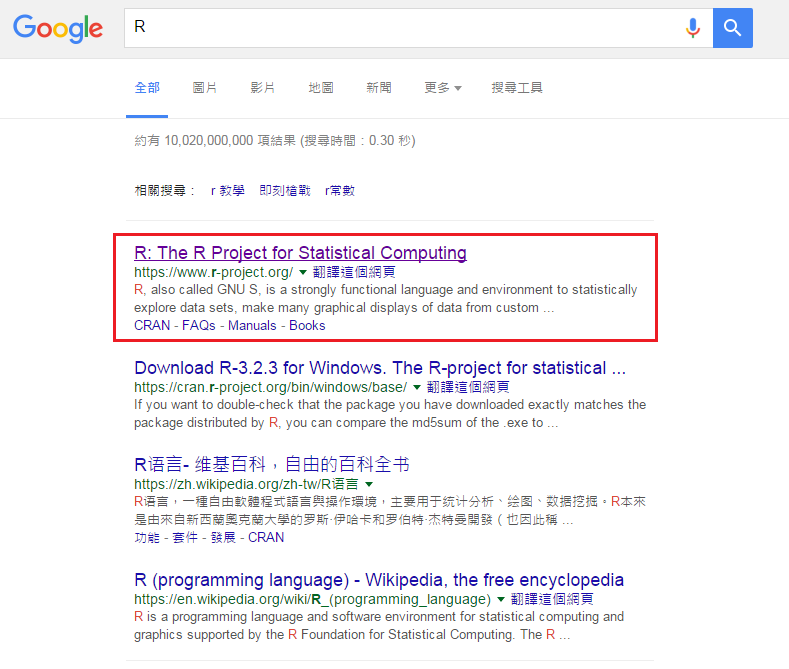 Google
R
全部 圖片 影片 地圖 新聞 更多 搜尋工具
約有 10,020,000,000 項結果 (搜尋時間：0.30 秒)
相關搜尋： r 教學 即刻槍戰 r常數
R: The R Project for Statistical Computing
https://www.r-project.org/ 翻譯這個網頁
R, also called GNU S, is a strongly functional language and environment to statistically
explore data sets, make many graphical displays of data from custom ...
CRAN - FAQs - Manuals - Books
Download R-3.2.3 for Windows. The R-project for statistical ...
https://cran.r-project.org/bin/windows/base/ 翻譯這個網頁
If you want to double-check that the package you have downloaded exactly matches the
package distributed by R, you can compare the md5sum of the .exe to ...
R语言- 维基百科，自由的百科全书
https://zh.wikipedia.org/zh-tw/R语言
R语言，一種自由軟體程式語言與操作環境，主要用于统计分析、绘图、数据挖掘。R本來
是由來自新西蘭奧克蘭大學的罗斯·伊哈卡和罗伯特·杰特曼開發（也因此稱 ...
功能 - 套件 - 發展 - CRAN
R (programming language) - Wikipedia, the free encyclopedia
https://en.wikipedia.org/wiki/R_(programming_language) 翻譯這個網頁
R is a programming language and software environment for statistical computing and
graphics supported by the R Foundation for Statistical Computing. The R ...